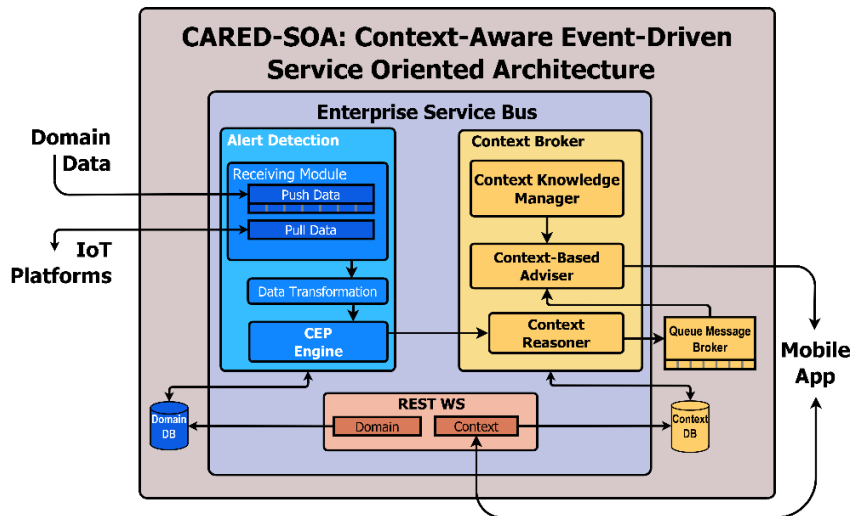 CARED-SOA: Context-Aware Event-Driven
Service Oriented Architecture
Enterprise Service Bus
Domain
Data
IoT
Platforms
Alert Detection
Receiving Module
Push Data
Pull Data
Data Transformation
CEP
Engine
Context Broker
Context Knowledge
Manager
Context-Based
Adviser
Context
Reasoner
Queue Message
Broker
Mobile
App
Domain
DB
REST WS
Domain
Context
Context
DB